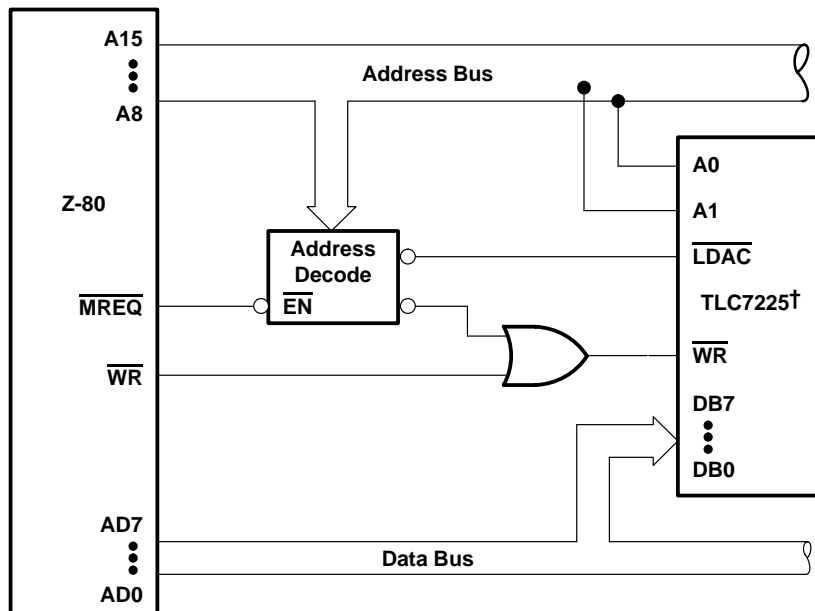 A15
Address Bus
A8
A0
Z-80
A1
Address
Decode
LDAC
MREQ
EN
TLC7225†
WR
WR
DB7
DB0
AD7
Data Bus
AD0